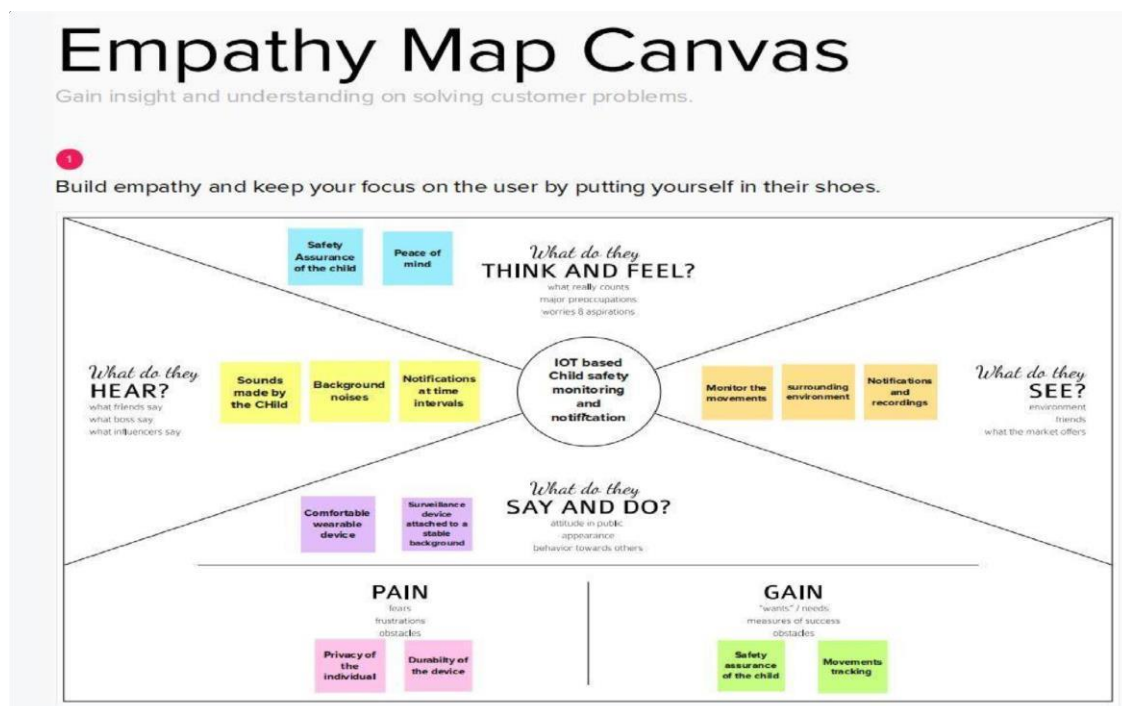 Empathy Map Canvas
Gain insight and understanding on solving customer problems.
1
Build empathy and keep your focus on the user by putting yourself in their shoes.
Safety
Assurance
of the child
Peace of
mind
What do they
THINK AND FEEL?
what really counts
major preoccupations
worries & aspirations
What do they
HEAR?
what friends say
what boss say
what influencers say
Sounds
made by
the CHild
Background
noises
Notifications
at time
intervals
IOT based
Child safety
monitoring
and
notification
Monitor the
movements
surrounding
environment
Notifications
and
recordings
What do they
SEE?
environment
friends
what the market offers
What do they
SAY AND DO?
attitude in public
appearance
behavior towards others
Comfortable
wearable
device
Surveillance
device
attached to a
stable
background
PAIN
fears
frustrations
obstacles
Privacy of
the
individual
Durabilty of
the device
GAIN
"wants" / needs
measures of success
obstacles
Safety
assurance
of the child
Movements
tracking